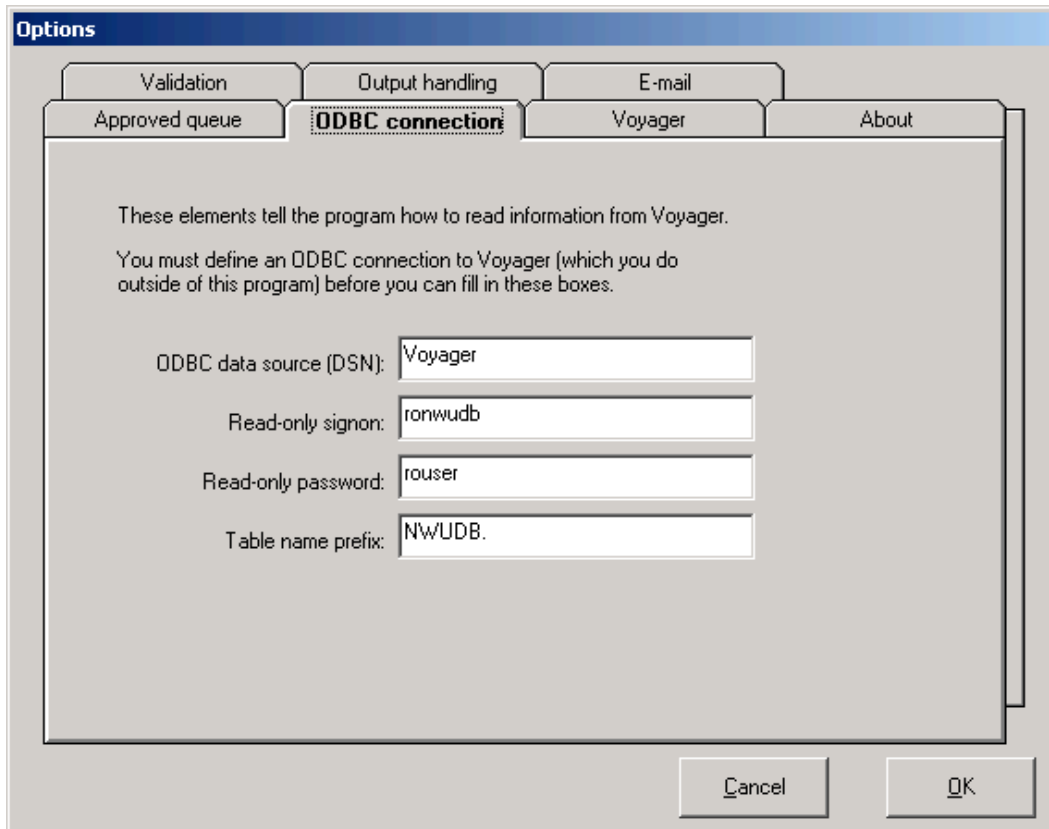 Options
Validation
Output handling
E-mail
Approved queue
ODBC connection
Voyager
About
These elements tell the program how to read information from Voyager.
You must define an ODBC connection to Voyager (which you do
outside of this program) before you can fill in these boxes.
ODBC data source (DSN): Voyager
Read-only signon: ronwudb
Read-only password: rouser
Table name prefix: NWUDB.
Cancel
OK